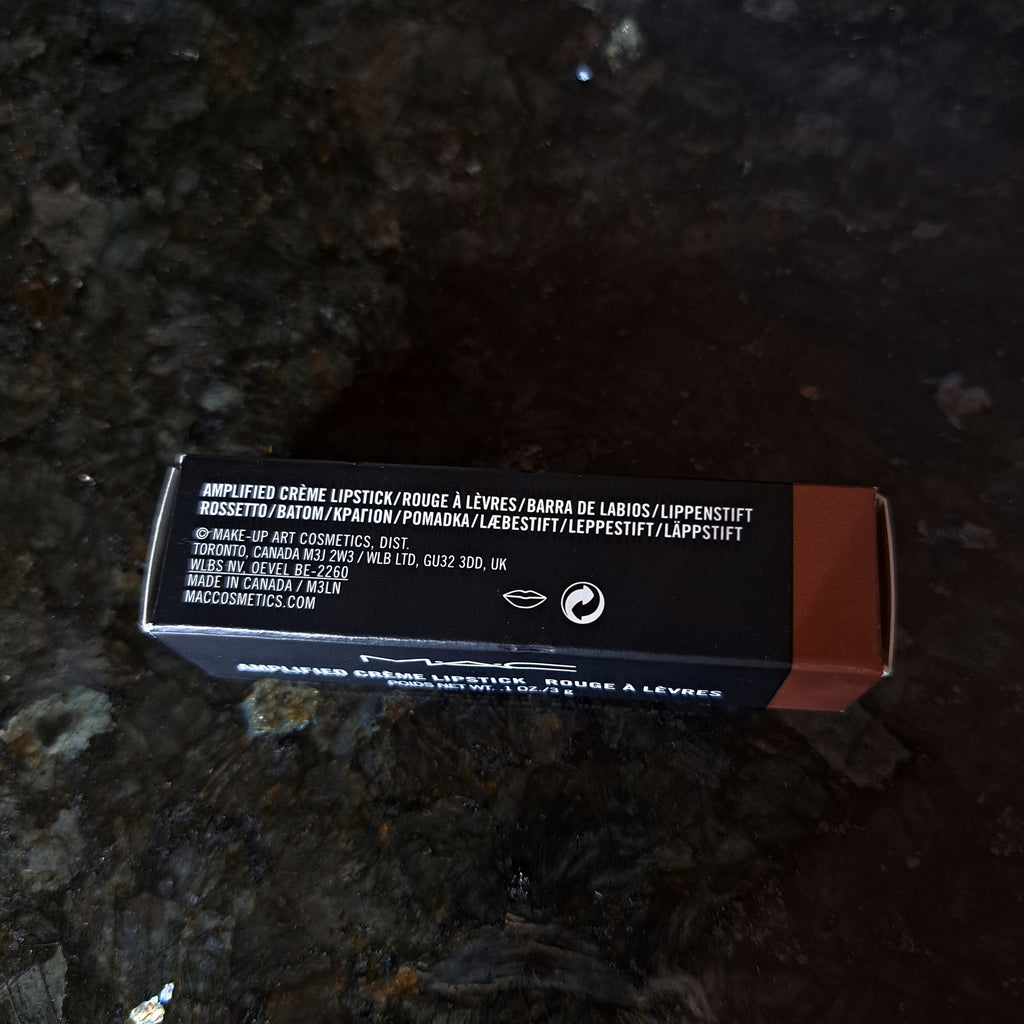 AMPLIFIED CRÈME LIPSTICK/ROUGE À LÈVRES/BARRA DE LABIOS/LIPPENSTIFT
ROSSETTO/BATOM/ΚΡΑΓΙΟΝ/POMADKA/LÆBESTIFT/LEPPESTIFT/LÄPPSTIFT
© MAKE-UP ART COSMETICS, DIST.
TORONTO, CANADA M3J 2W3 / WLB LTD, GU32 3DD, UK
WLBS NV, OEVEL BE-2260
MADE IN CANADA / M3LN
MACCOSMETICS.COM
M·A·C
AMPLIFIED CRÈME LIPSTICK ROUGE À LÈVRES
POIDS NET WT. .1 OZ./3 g